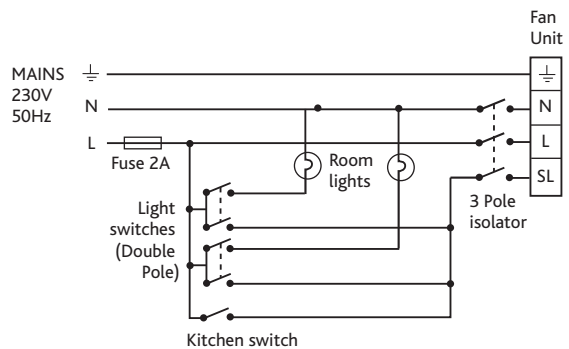 Fan
Unit
MAINS
230V
50Hz
N
L
Fuse 2A
N
L
SL
Room
lights
3 Pole
isolator
Light
switches
(Double
Pole)
Kitchen switch